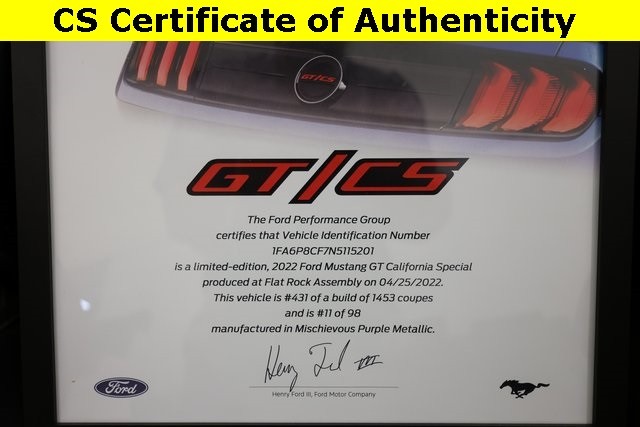 CS Certificate of Authenticity
GT/CS
GT/CS
The Ford Performance Group
certifies that Vehicle Identification Number
1FA6P8CF7N5115201
is a limited-edition, 2022 Ford Mustang GT California Special
produced at Flat Rock Assembly on 04/25/2022.
This vehicle is #431 of a build of 1453 coupes
and is #11 of 98
manufactured in Mischievous Purple Metallic.
Henry Ford III
Henry Ford III, Ford Motor Company
Ford